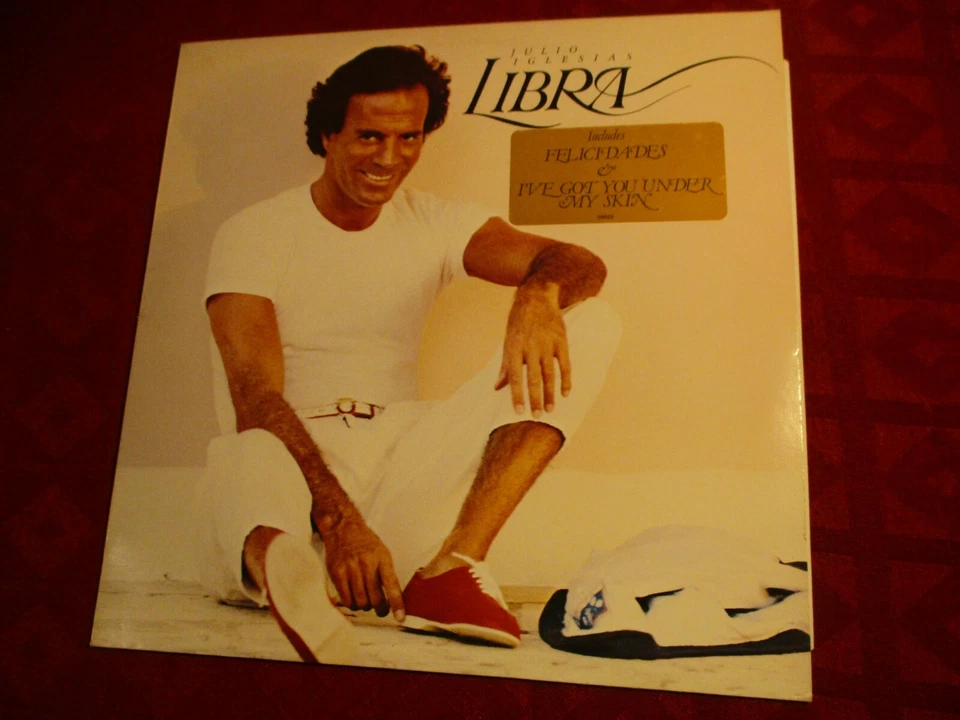 JULIO
IGLESIAS
LIBRA
Includes
FELICIDADES
&
I'VE GOT YOU UNDER
MY SKIN